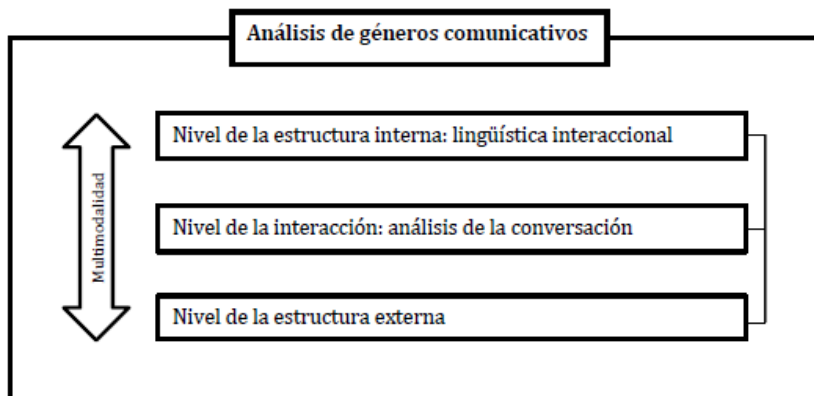 Análisis de géneros comunicativos
Nivel de la estructura interna: lingüística interaccional
Multimodalidad
Nivel de la interacción: análisis de la conversación
Nivel de la estructura externa